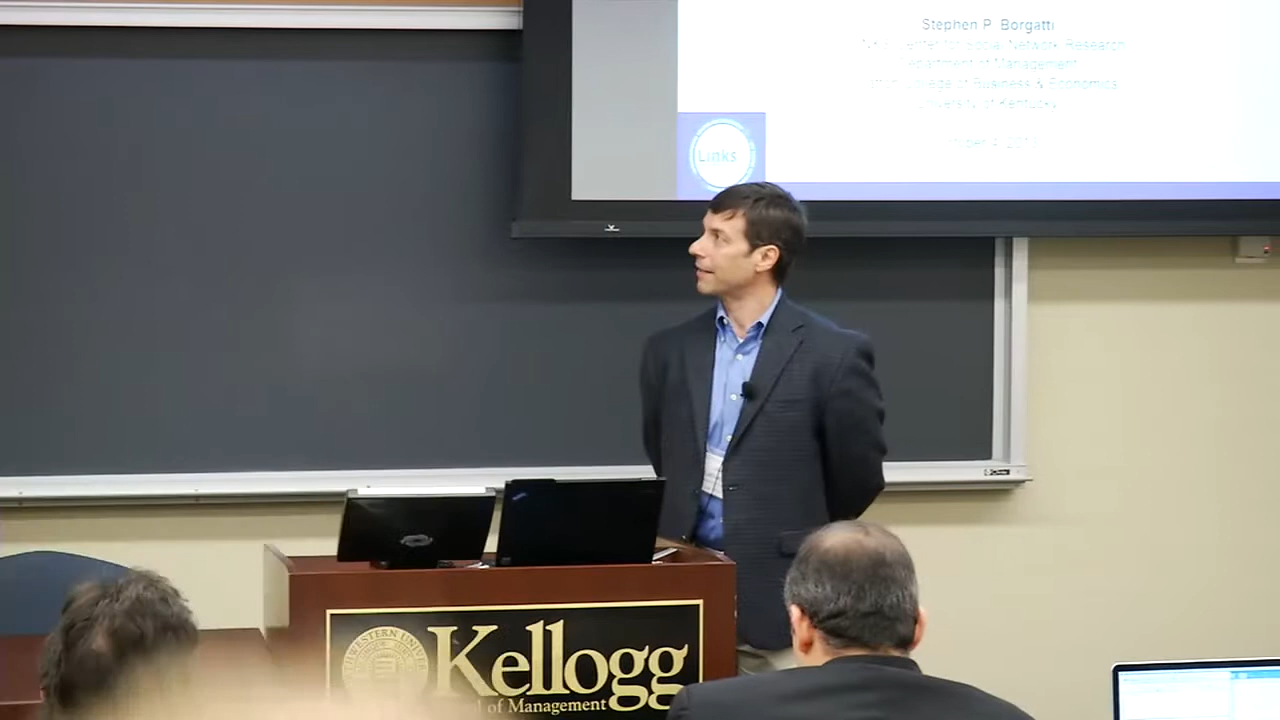 Stephen P. Borgatti
Center for Social Network Research
Department of Management
College of Business & Economics
University of Kentucky
Links
Kellogg
of Management